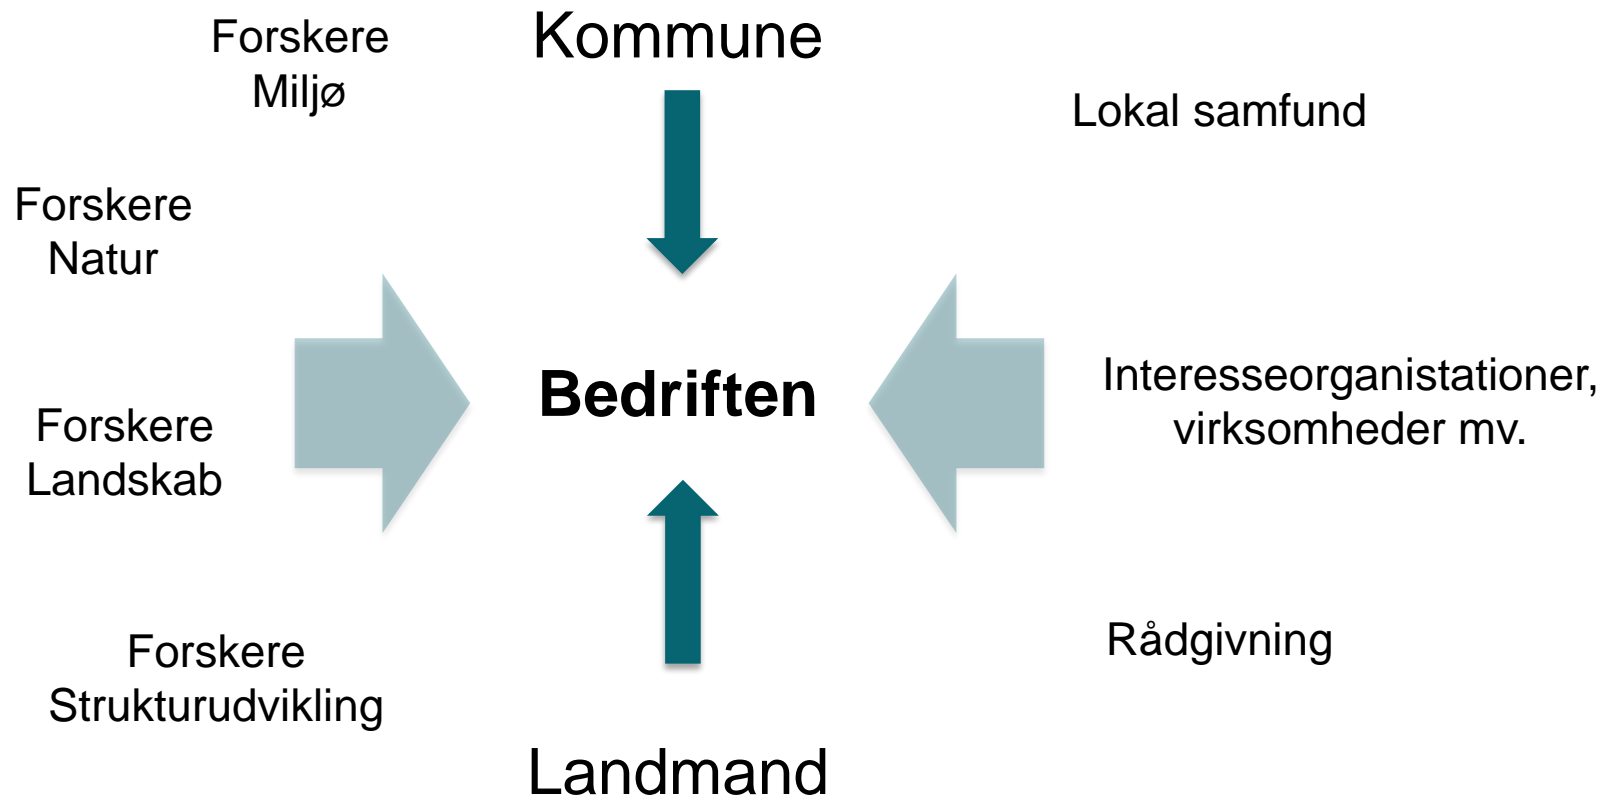 Forskere
Miljø
Kommune
Lokal samfund
Forskere
Natur
Bedriften
Interesseorganistationer,
virksomheder mv.
Forskere
Landskab
Forskere
Strukturudvikling
Rådgivning
Landmand